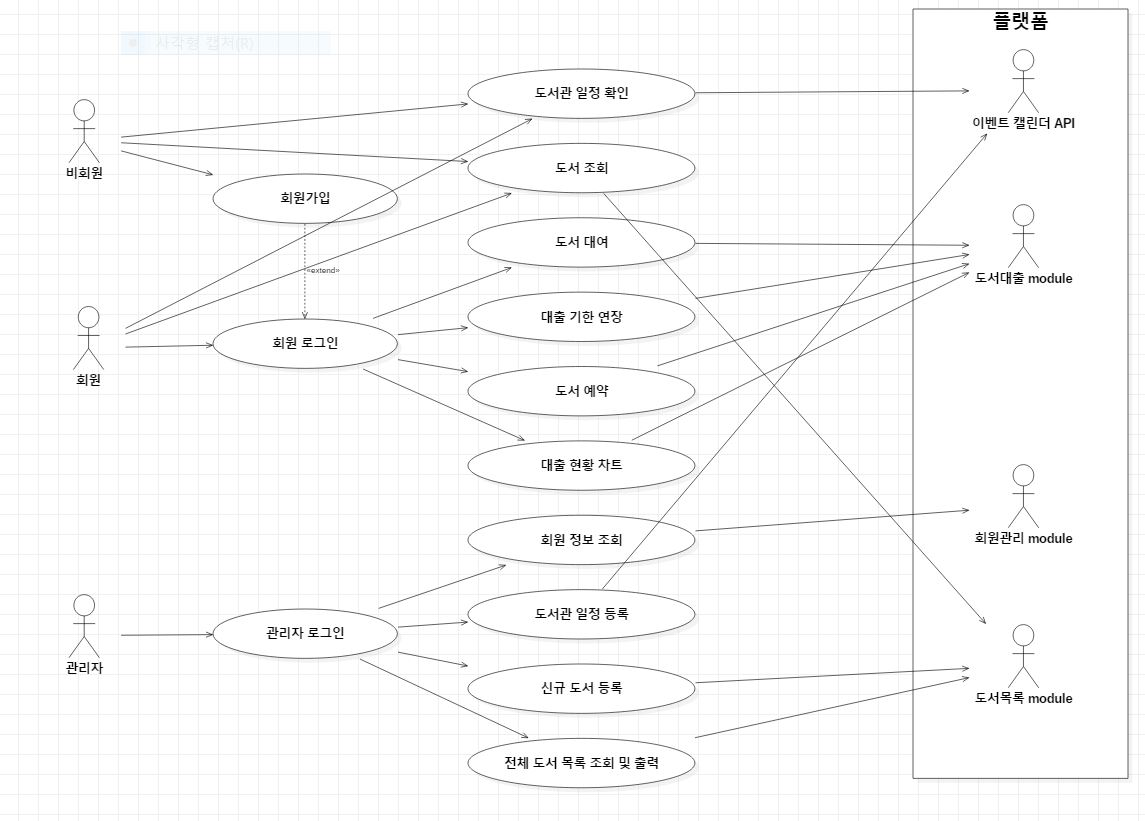 플랫폼
사각형 캡처(R)
도서관 일정 확인
이벤트 캘린더 API
비회원
도서 조회
회원가입
도서 대여
«extend»
도서대출 module
대출 기한 연장
회원 로그인
회원
도서 예약
대출 현황 차트
회원 정보 조회
회원관리 module
도서관 일정 등록
관리자 로그인
관리자
신규 도서 등록
도서목록 module
전체 도서 목록 조회 및 출력